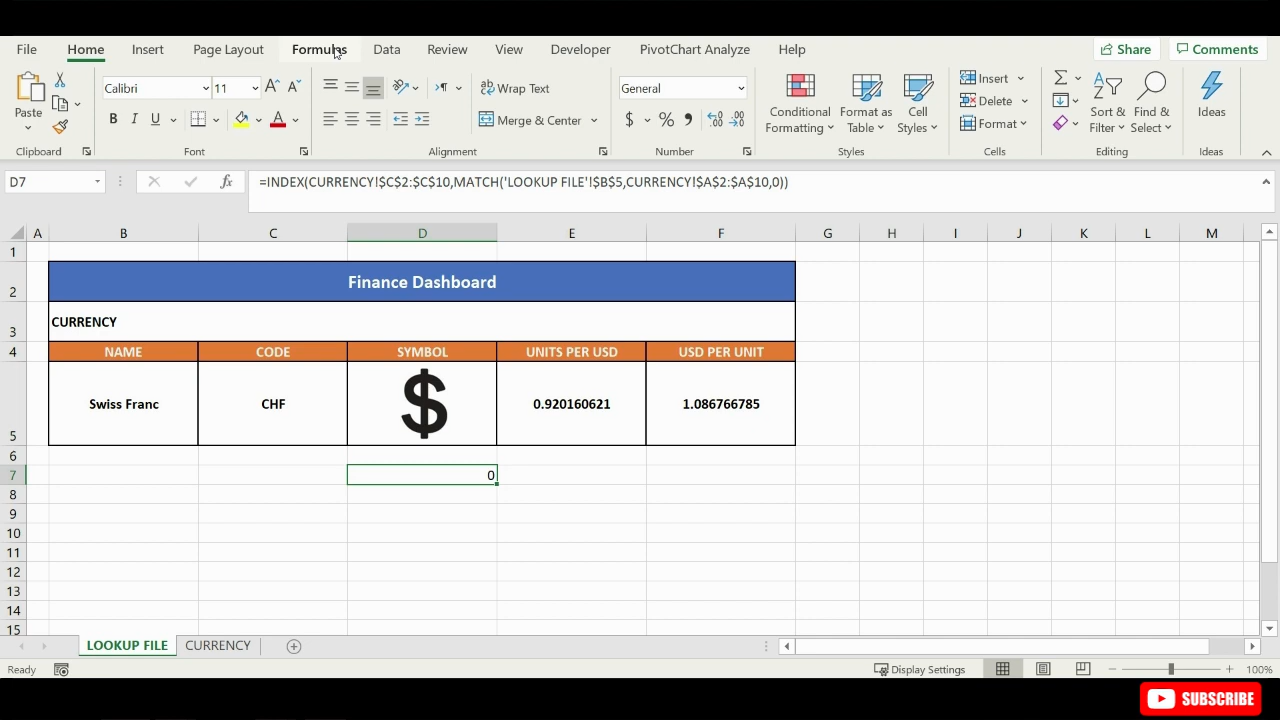 File Home Insert Page Layout Formulas Data Review View Developer PivotChart Analyze Help Share Comments
Calibri 11 Wrap Text General Insert
Paste Conditional Format as Cell Delete Sort & Find & Ideas
B I U A Merge & Center $ % Formatting Table Styles Format Filter Select
Clipboard Font Alignment Number Styles Cells Editing Ideas
D7 fx =INDEX(CURRENCY!$C$2:$C$10,MATCH('LOOKUP FILE'!$B$5,CURRENCY!$A$2:$A$10,0))
A B C D E F G H I J K L M
1
2 Finance Dashboard
3 CURRENCY
4 NAME CODE SYMBOL UNITS PER USD USD PER UNIT
5 Swiss Franc CHF $ 0.920160621 1.086766785
6
7 0
8
9
10
11
12
13
14
15
LOOKUP FILE CURRENCY
Ready Display Settings 100%
SUBSCRIBE